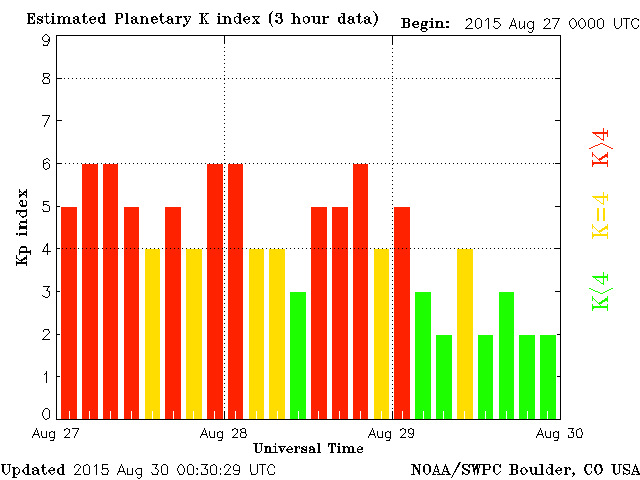 Estimated Planetary K index (3 hour data) Begin: 2015 Aug 27 0000 UTC
9
8
7
6
5
4
3
2
1
0
Kp index
K>4
K=4
K<4
Aug 27 Aug 28 Aug 29 Aug 30
Universal Time
Updated 2015 Aug 30 00:30:29 UTC NOAA/SWPC Boulder, CO USA